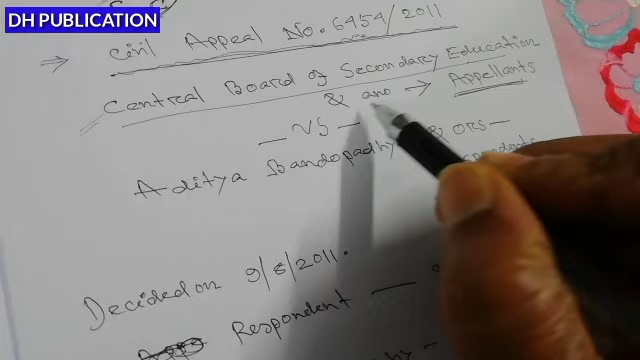 DH PUBLICATION
⇒ Civil Appeal No. 6454/2011
Central Board of Secondary Education
& ano → Appellants
— VS —
Aditya Bandopadhy & ORS —
Decided on 9/8/2011.
Respondent —